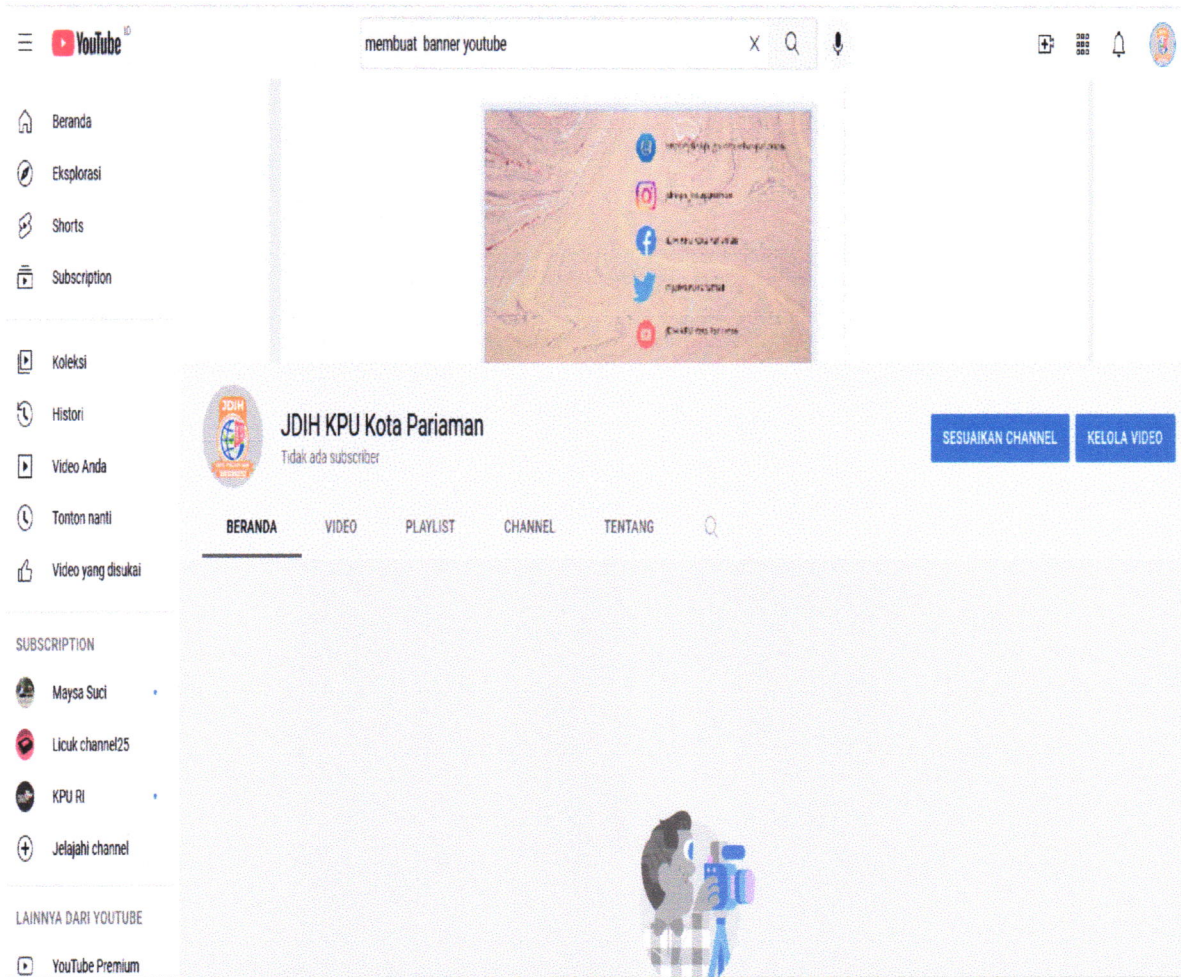 YouTube ID
membuat banner youtube
Beranda
Eksplorasi
Shorts
Subscription
Koleksi
Histori
Video Anda
Tonton nanti
Video yang disukai
SUBSCRIPTION
Maysa Suci
Licuk channel25
KPU RI
Jelajahi channel
LAINNYA DARI YOUTUBE
YouTube Premium
JDIH
JDIH KPU Kota Pariaman
Tidak ada subscriber
SESUAIKAN CHANNEL
KELOLA VIDEO
BERANDA
VIDEO
PLAYLIST
CHANNEL
TENTANG